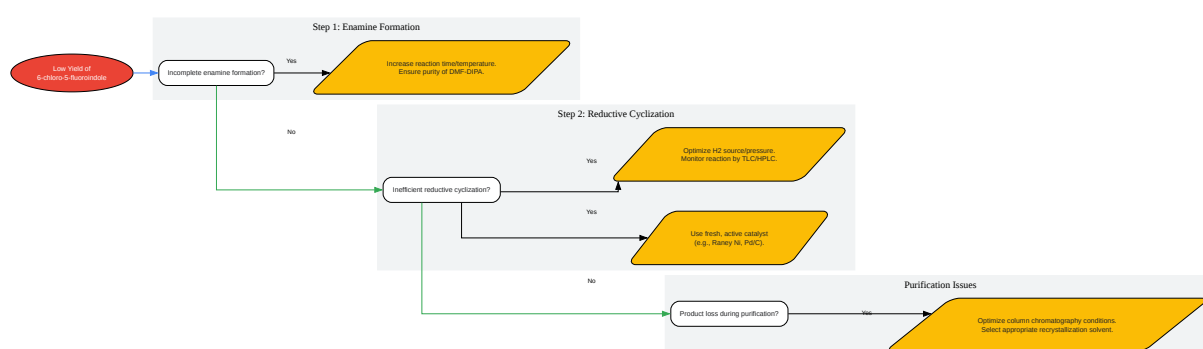 Step 1: Enamine Formation
Low Yield of
6-chloro-5-fluoroindole
Incomplete enamine formation?
Yes
Increase reaction time/temperature.
Ensure purity of DMF-DIPA.
No
Step 2: Reductive Cyclization
Inefficient reductive cyclization?
Yes
Optimize H2 source/pressure.
Monitor reaction by TLC/HPLC.
Yes
Use fresh, active catalyst
(e.g., Raney Ni, Pd/C).
No
Purification Issues
Product loss during purification?
Yes
Optimize column chromatography conditions.
Select appropriate recrystallization solvent.